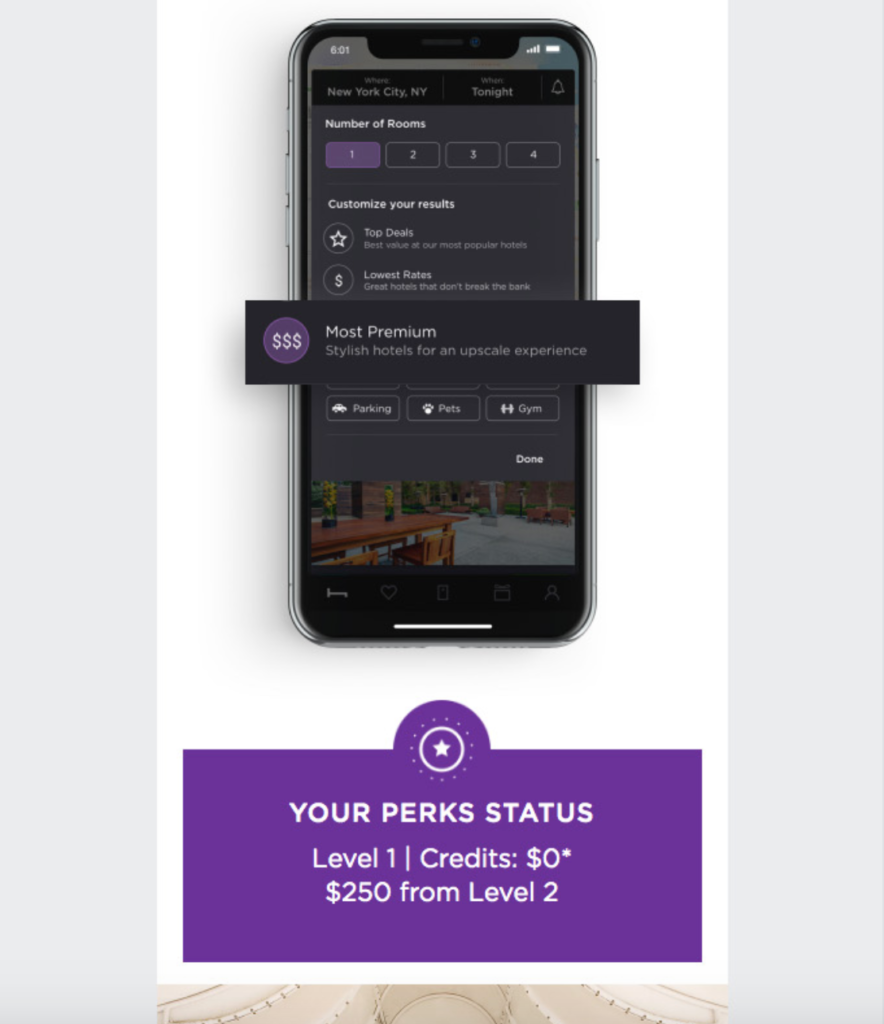 6:01
Where:
New York City, NY
When:
Tonight
Number of Rooms
1 2 3 4
Customize your results
Top Deals
Best value at our most popular hotels
$
Lowest Rates
Great hotels that don't break the bank
$$$
Most Premium
Stylish hotels for an upscale experience
Parking Pets Gym
Done
YOUR PERKS STATUS
Level 1 | Credits: $0*
$250 from Level 2